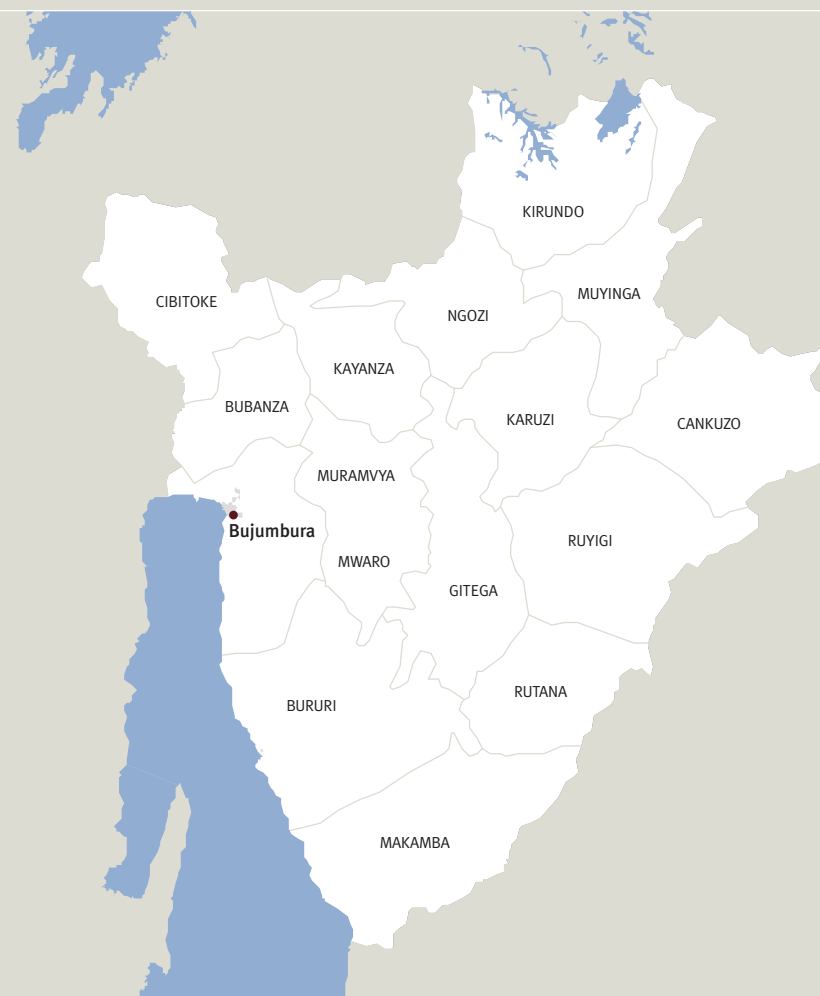 KIRUNDO
MUYINGA
CIBITOKE
NGOZI
KAYANZA
BUBANZA
KARUZI
CANKUZO
MURAMVYA
Bujumbura
RUYIGI
MWARO
GITEGA
RUTANA
BURURI
MAKAMBA